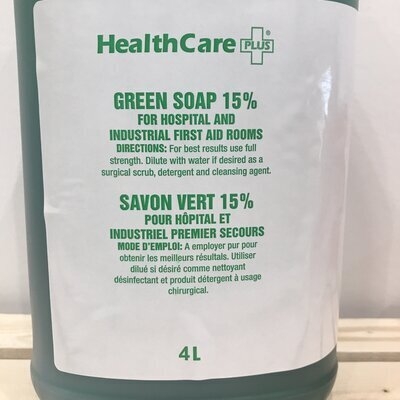 HealthCare PLUS®
GREEN SOAP 15%
FOR HOSPITAL AND
INDUSTRIAL FIRST AID ROOMS
DIRECTIONS: For best results use full
strength. Dilute with water if desired as a
surgical scrub, detergent and cleansing agent.
SAVON VERT 15%
POUR HÔPITAL ET
INDUSTRIEL PREMIER SECOURS
MODE D'EMPLOI: A employer pur pour
obtenir les meilleurs résultals. Utiliser
dilué si désiré comme nettoyant
désinfectant et produit détergent à usage
chirurgical.
4 L